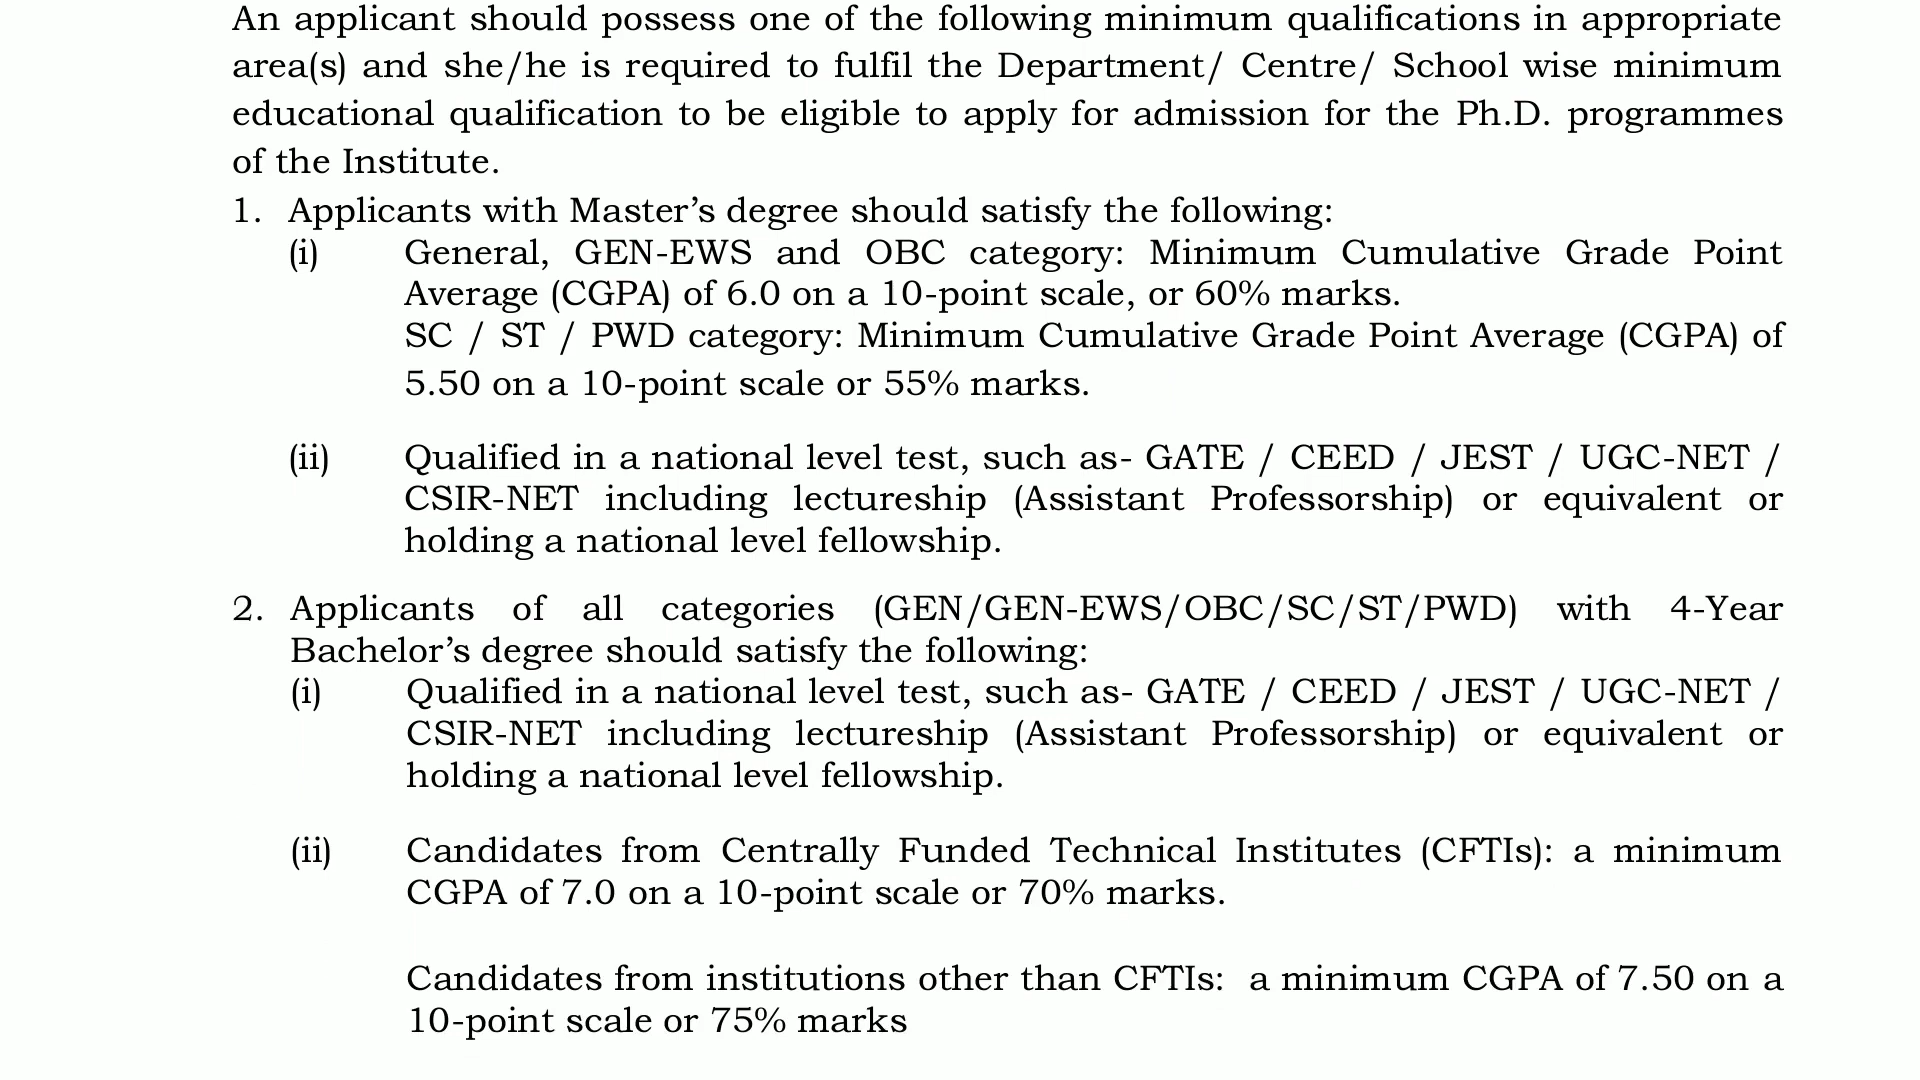 An applicant should possess one of the following minimum qualifications in appropriate
area(s) and she/he is required to fulfil the Department/ Centre/ School wise minimum
educational qualification to be eligible to apply for admission for the Ph.D. programmes
of the Institute.
1. Applicants with Master’s degree should satisfy the following:
(i) General, GEN-EWS and OBC category: Minimum Cumulative Grade Point
Average (CGPA) of 6.0 on a 10-point scale, or 60% marks.
SC / ST / PWD category: Minimum Cumulative Grade Point Average (CGPA) of
5.50 on a 10-point scale or 55% marks.
(ii) Qualified in a national level test, such as- GATE / CEED / JEST / UGC-NET /
CSIR-NET including lectureship (Assistant Professorship) or equivalent or
holding a national level fellowship.
2. Applicants of all categories (GEN/GEN-EWS/OBC/SC/ST/PWD) with 4-Year
Bachelor’s degree should satisfy the following:
(i) Qualified in a national level test, such as- GATE / CEED / JEST / UGC-NET /
CSIR-NET including lectureship (Assistant Professorship) or equivalent or
holding a national level fellowship.
(ii) Candidates from Centrally Funded Technical Institutes (CFTIs): a minimum
CGPA of 7.0 on a 10-point scale or 70% marks.
Candidates from institutions other than CFTIs: a minimum CGPA of 7.50 on a
10-point scale or 75% marks